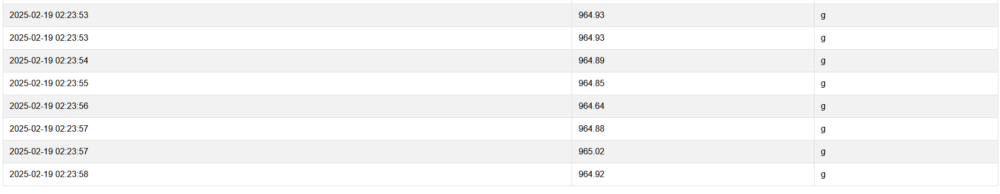 2025-02-19 02:23:53 964.93 g
2025-02-19 02:23:53 964.93 g
2025-02-19 02:23:54 964.89 g
2025-02-19 02:23:55 964.85 g
2025-02-19 02:23:56 964.64 g
2025-02-19 02:23:57 964.88 g
2025-02-19 02:23:57 965.02 g
2025-02-19 02:23:58 964.92 g